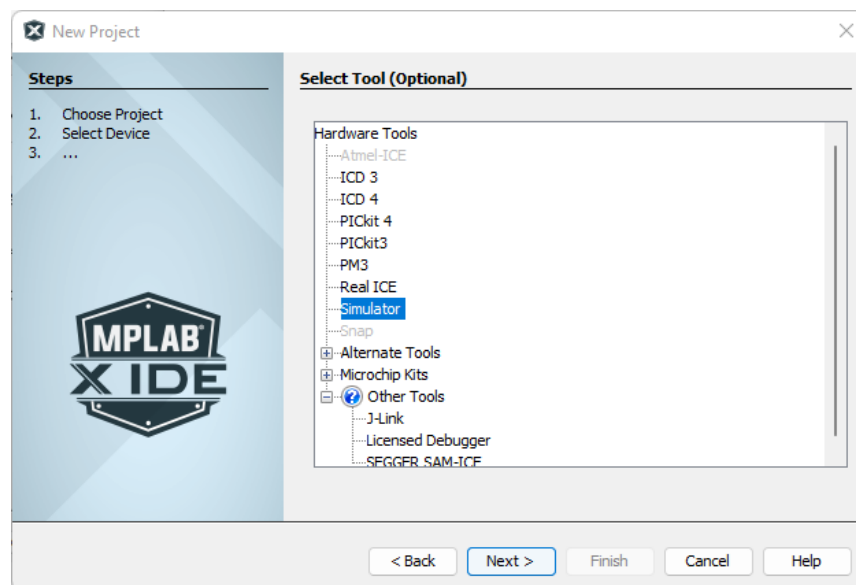 New Project
Steps
1. Choose Project
2. Select Device
3. ...
MPLAB®
X IDE
Select Tool (Optional)
Hardware Tools
Atmel-ICE
ICD 3
ICD 4
PICkit 4
PICkit3
PM3
Real ICE
Simulator
Snap
Alternate Tools
Microchip Kits
Other Tools
J-Link
Licensed Debugger
SEGGER SAM-ICE
< Back Next > Finish Cancel Help